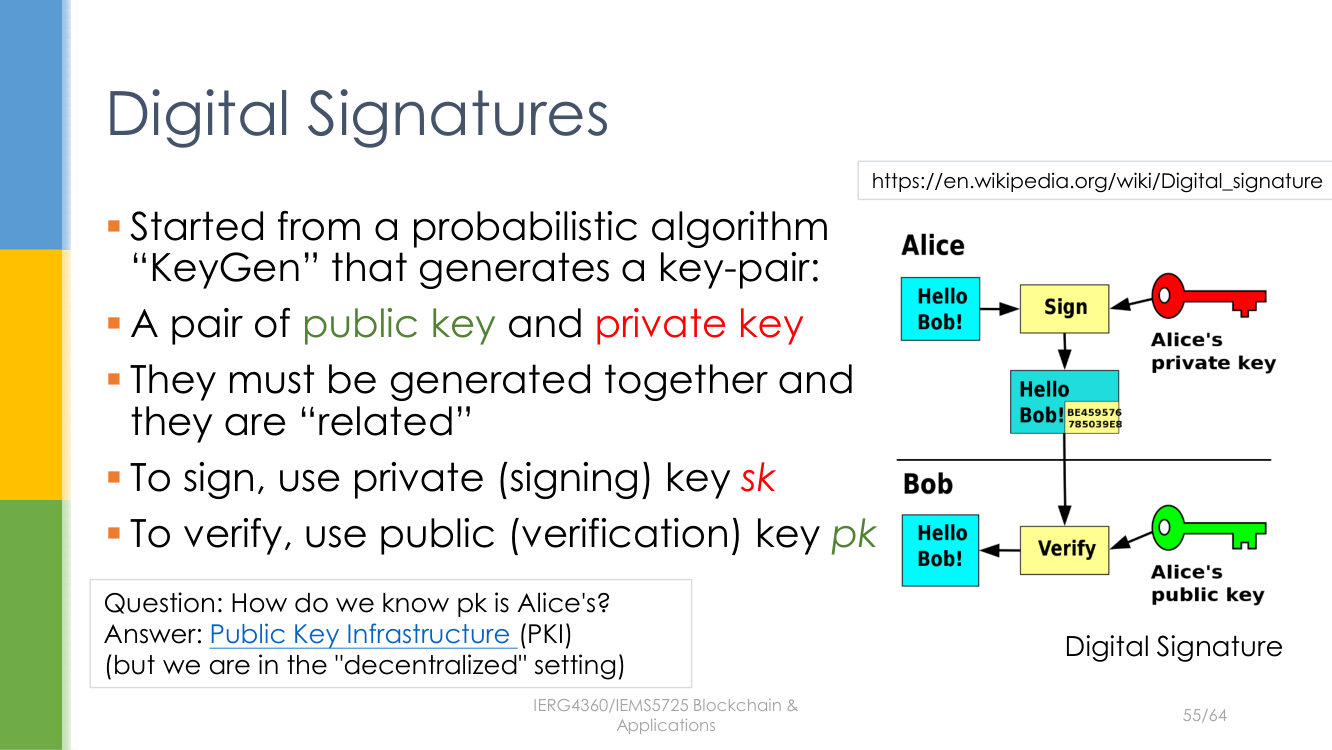 Digital Signatures
https://en.wikipedia.org/wiki/Digital_signature
Started from a probabilistic algorithm
“KeyGen” that generates a key-pair:
A pair of public key and private key
They must be generated together and
they are “related”
To sign, use private (signing) key sk
To verify, use public (verification) key pk
Question: How do we know pk is Alice's?
Answer: Public Key Infrastructure (PKI)
(but we are in the "decentralized" setting)
Alice
Hello
Bob!
Sign
Alice's
private key
Hello
Bob!
BE459576
785039E8
Bob
Hello
Bob!
Verify
Alice's
public key
Digital Signature
IERG4360/IEMS5725 Blockchain &
Applications
55/64